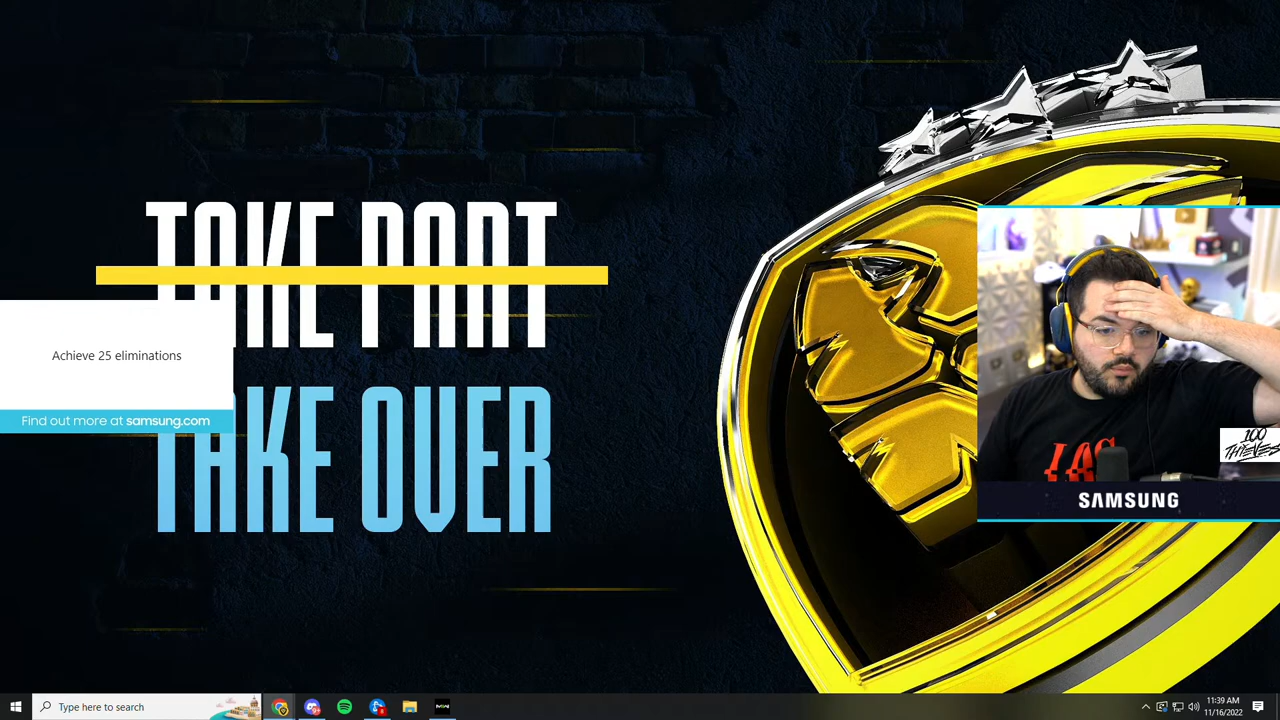 TAKE PART
Achieve 25 eliminations
Find out more at samsung.com
TAKE OVER
100
THIEVES
SAMSUNG
Type here to search
11:39 AM
11/16/2022